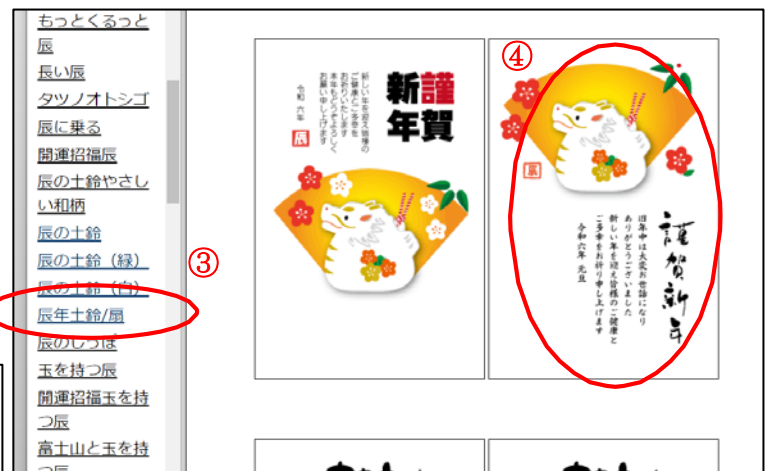 もっとくるっと
辰
長い辰
タツノオトシゴ
辰に乗る
開運招福辰
辰の土鈴やさし
い和柄
辰の土鈴
辰の土鈴（緑）
辰の土鈴（白）
辰年土鈴/扇
辰のしっぽ
玉を持つ辰
開運招福玉を持
つ辰
富士山と玉を持
つ辰
③
謹賀
新年
新しい年を迎え皆様の
ご健康とご多幸を
お祈りいたします
本年もどうぞよろしく
お願い申し上げます
令和 六年
辰
④
辰
謹賀新年
旧年中は大変お世話になり
ありがとうございました
新しい年を迎え皆様のご健康と
ご多幸をお祈り申し上げます
令和六年 元旦